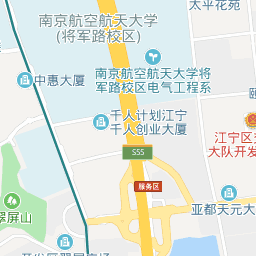 太平花苑
南京航空航天大学
(将军路校区)
南京航空航天大学将
军路校区电气工程系
中惠大厦
千人计划江宁
千人创业大厦
江宁区
大队开发
S55
服务区
翠屏山
亚都天元大